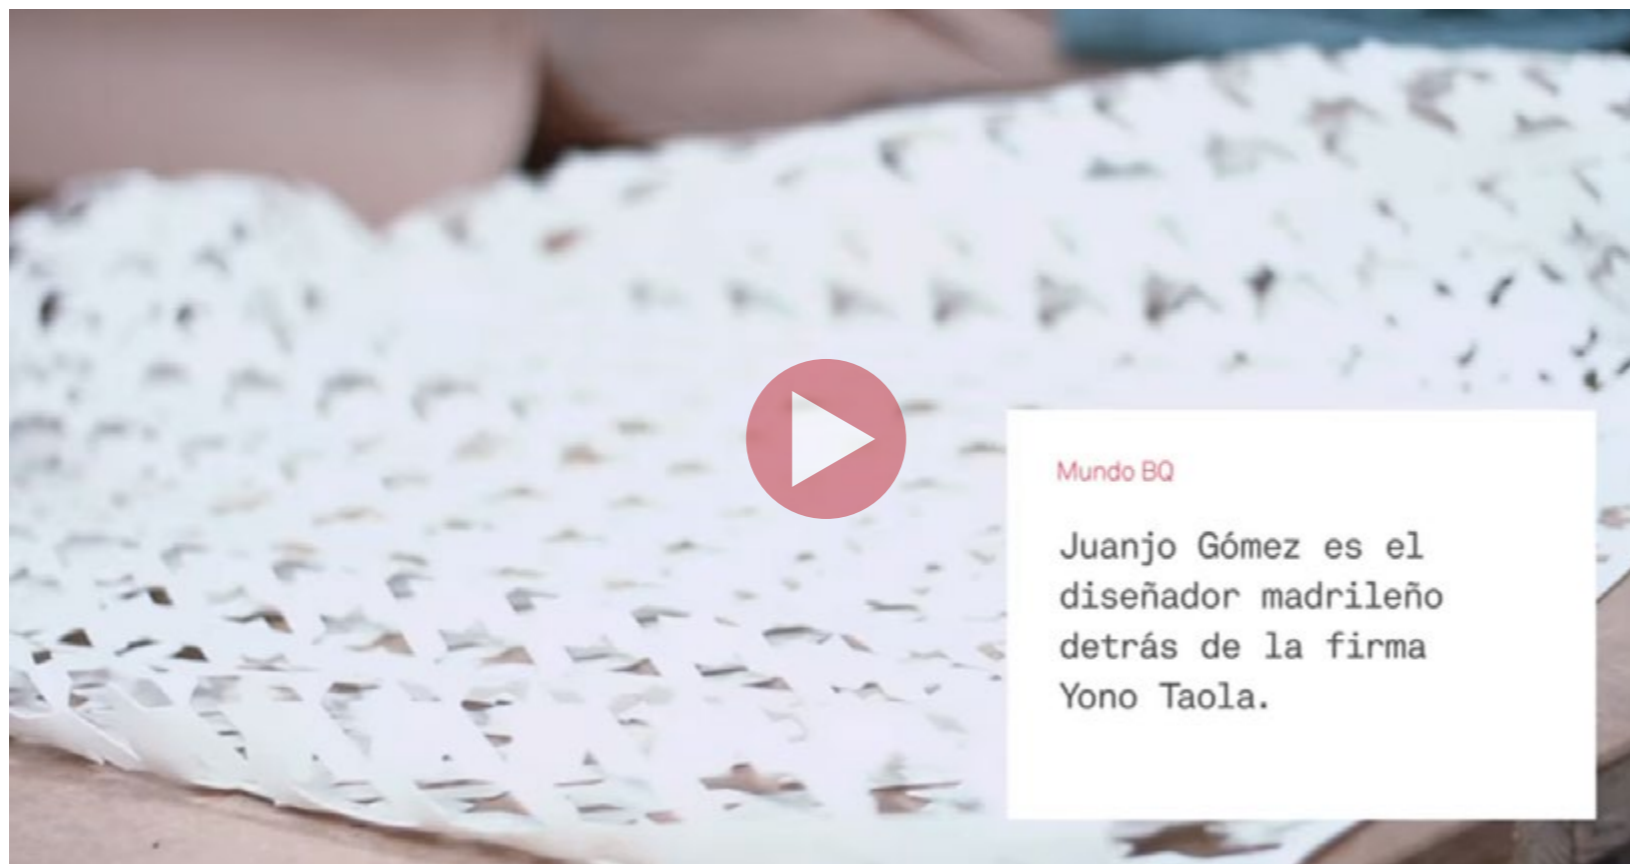 Mundo BQ
Juanjo Gómez es el
diseñador madrileño
detrás de la firma
Yono Taola.